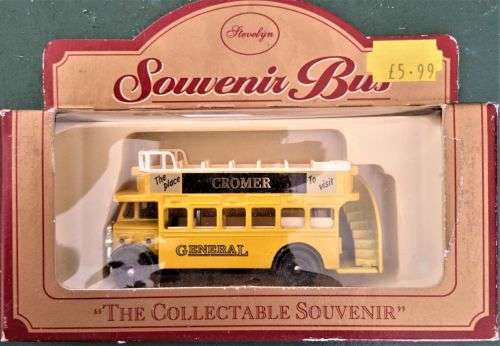 Stevelyn
Souvenir Bus
£5.99
The place CROMER To visit
GENERAL
"THE COLLECTABLE SOUVENIR"